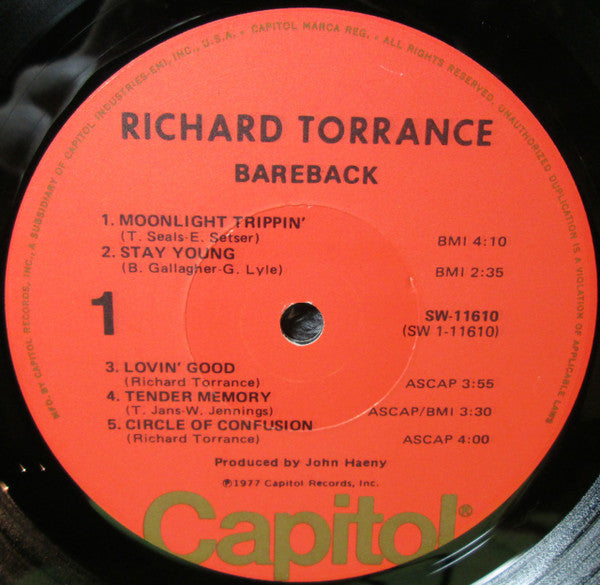 MFG. BY CAPITOL RECORDS, INC., A SUBSIDIARY OF CAPITOL INDUSTRIES-EMI, INC., U.S.A. • CAPITOL MARCA REG. • ALL RIGHTS RESERVED. UNAUTHORIZED DUPLICATION IS A VIOLATION OF APPLICABLE LAWS
RICHARD TORRANCE
BAREBACK
1. MOONLIGHT TRIPPIN'
(T. Seals-E. Setser) BMI 4:10
2. STAY YOUNG
(B. Gallagher-G. Lyle) BMI 2:35
1
SW-11610
(SW 1-11610)
3. LOVIN' GOOD
(Richard Torrance) ASCAP 3:55
4. TENDER MEMORY
(T. Jans-W. Jennings) ASCAP/BMI 3:30
5. CIRCLE OF CONFUSION
(Richard Torrance) ASCAP 4:00
Produced by John Haeny
℗1977 Capitol Records, Inc.
Capitol®